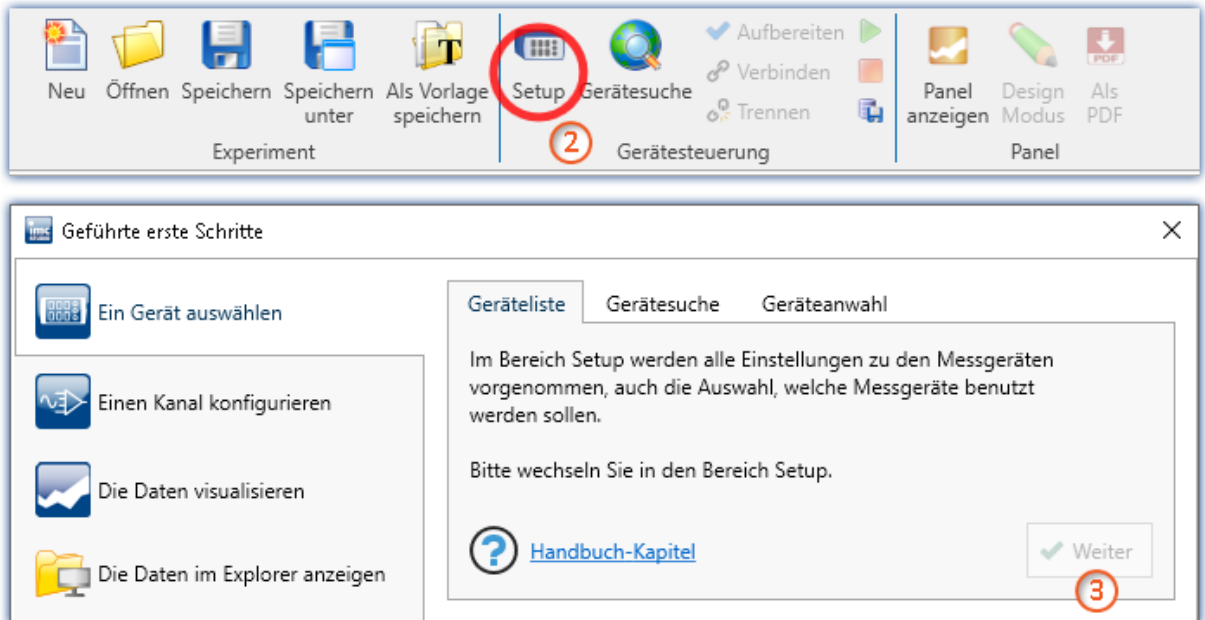 Neu
Öffnen
Speichern
Speichern
unter
Als Vorlage
speichern
Experiment
Setup
Gerätesuche
Aufbereiten
Verbinden
Trennen
2
Gerätesteuerung
Panel
anzeigen
Design
Modus
Als
PDF
PDF
Panel
imc
Geführte erste Schritte
Ein Gerät auswählen
Einen Kanal konfigurieren
Die Daten visualisieren
Die Daten im Explorer anzeigen
Geräteliste
Gerätesuche
Geräteanwahl
Im Bereich Setup werden alle Einstellungen zu den Messgeräten
vorgenommen, auch die Auswahl, welche Messgeräte benutzt
werden sollen.
Bitte wechseln Sie in den Bereich Setup.
Handbuch-Kapitel
Weiter
3